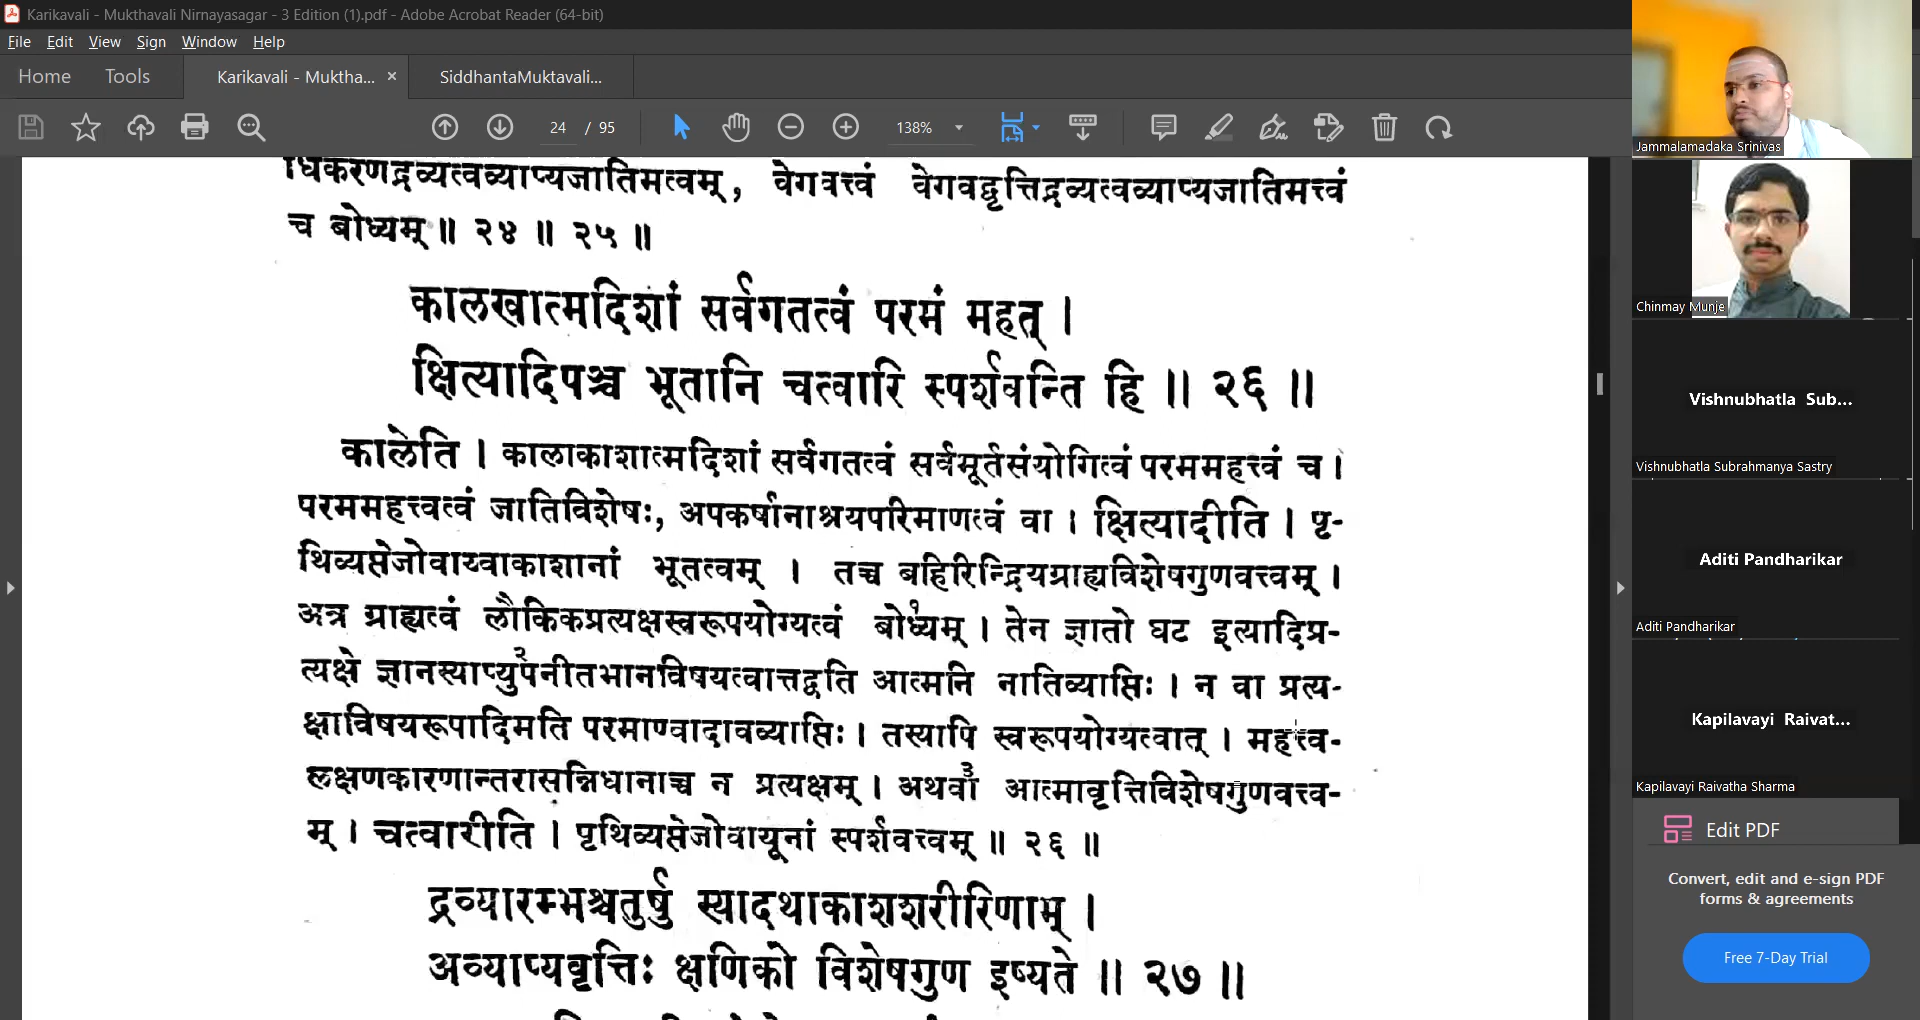 Karikavali - Mukthavali Nirnayasagar - 3 Edition (1).pdf - Adobe Acrobat Reader (64-bit)
File Edit View Sign Window Help
Home Tools Karikavali - Muktha... × SiddhantaMuktavali...
24 / 95 138%
धिकरणद्रव्यत्वव्याप्यजातिमत्वम्, वेगवत्त्वं वेगवद्वृत्तिद्रव्यत्वव्याप्यजातिमत्त्वं
च बोध्यम् ॥ २४ ॥ २५ ॥
कालखात्मदिशां सर्वगतत्वं परमं महत् ।
क्षित्यादिपञ्च भूतानि चत्वारि स्पर्शवन्ति हि ॥ २६ ॥
कालेति । कालाकाशात्मदिशां सर्वगतत्वं सर्वमूर्तसंयोगित्वं परममहत्त्वं च ।
परममहत्त्वत्वं जातिविशेषः, अपकर्षानाश्रयपरिमाणत्वं वा । क्षित्यादीति । पृ-
थिव्यप्तेजोवाय्वाकाशानां भूतत्वम् । तच्च बहिरिन्द्रियग्राह्यविशेषगुणवत्त्वम् ।
अत्र ग्राह्यत्वं लौकिकप्रत्यक्षस्वरूपयोग्यत्वं बोध्यम्१ । तेन ज्ञातो घट इत्यादिप्र-
त्यक्षे ज्ञानस्याप्युपनीत२भानविषयत्वात्तद्वति आत्मनि नातिव्याप्तिः । न वा प्रत्य-
क्षाविषयरूपादिमति परमाण्वादावव्याप्तिः । तस्यापि स्वरूपयोग्यत्वात् । महत्त्व-
लक्षणकारणान्तरासन्निधानाच्च न प्रत्यक्षम् । अथवा३ आत्मावृत्तिविशेषगुणवत्त्व-
म् । चत्वारीति । पृथिव्यप्तेजोवायूनां स्पर्शवत्त्वम् ॥ २६ ॥
द्रव्यारम्भश्चतुर्षु स्यादथाकाशशरीरिणाम् ।
अव्याप्यवृत्तिः क्षणिको विशेषगुण इष्यते ॥ २७ ॥
Jammalamadaka Srinivas
Chinmay Munje
Vishnubhatla Sub...
Vishnubhatla Subrahmanya Sastry
Aditi Pandharikar
Aditi Pandharikar
Kapilavayi Raivat...
Kapilavayi Raivatha Sharma
Edit PDF
Convert, edit and e-sign PDF
forms & agreements
Free 7-Day Trial